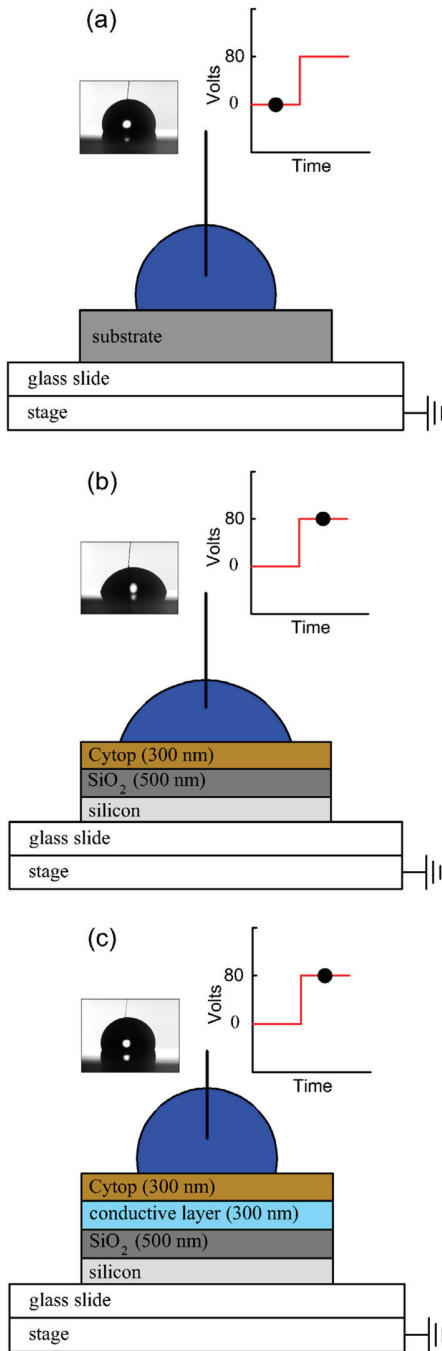 (a)
Volts
80
0
Time
substrate
glass slide
stage
(b)
Volts
80
0
Time
Cytop (300 nm)
SiO₂ (500 nm)
silicon
glass slide
stage
(c)
Volts
80
0
Time
Cytop (300 nm)
conductive layer (300 nm)
SiO₂ (500 nm)
silicon
glass slide
stage